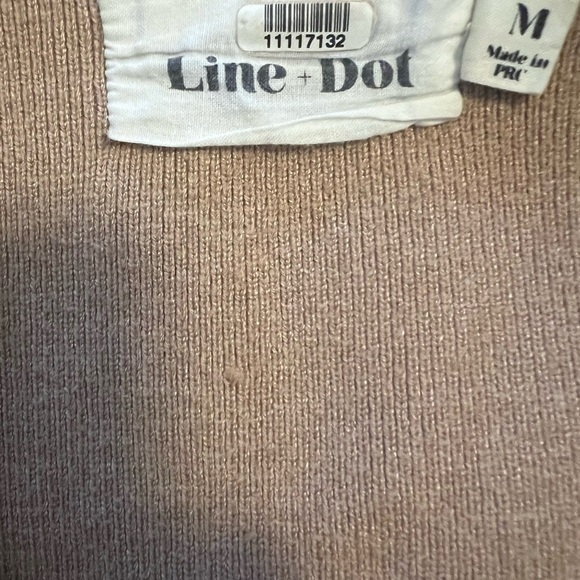 11117132
Line + Dot
M
Made in
PRC